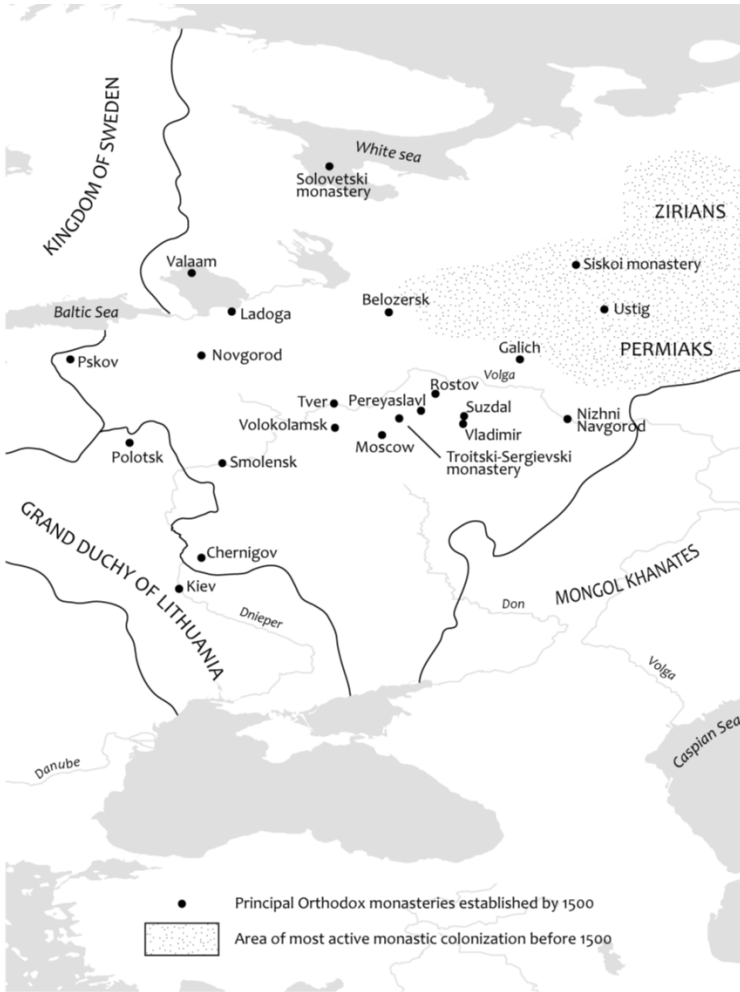 KINGDOM OF SWEDEN
White sea
Solovetski
monastery
ZIRIANS
Valaam
Siskoi monastery
Baltic Sea
Ladoga
Belozersk
Ustig
Pskov
Novgorod
Galich
PERMIAKS
Volga
Rostov
Tver
Pereyaslavl
Suzdal
Nizhni
Navgorod
Volokolamsk
Vladimir
Moscow
Troitski-Sergievski
monastery
Polotsk
Smolensk
GRAND DUCHY OF LITHUANIA
Chernigov
Kiev
MONGOL KHANATES
Dnieper
Don
Volga
Caspian Sea
Danube
Principal Orthodox monasteries established by 1500
Area of most active monastic colonization before 1500